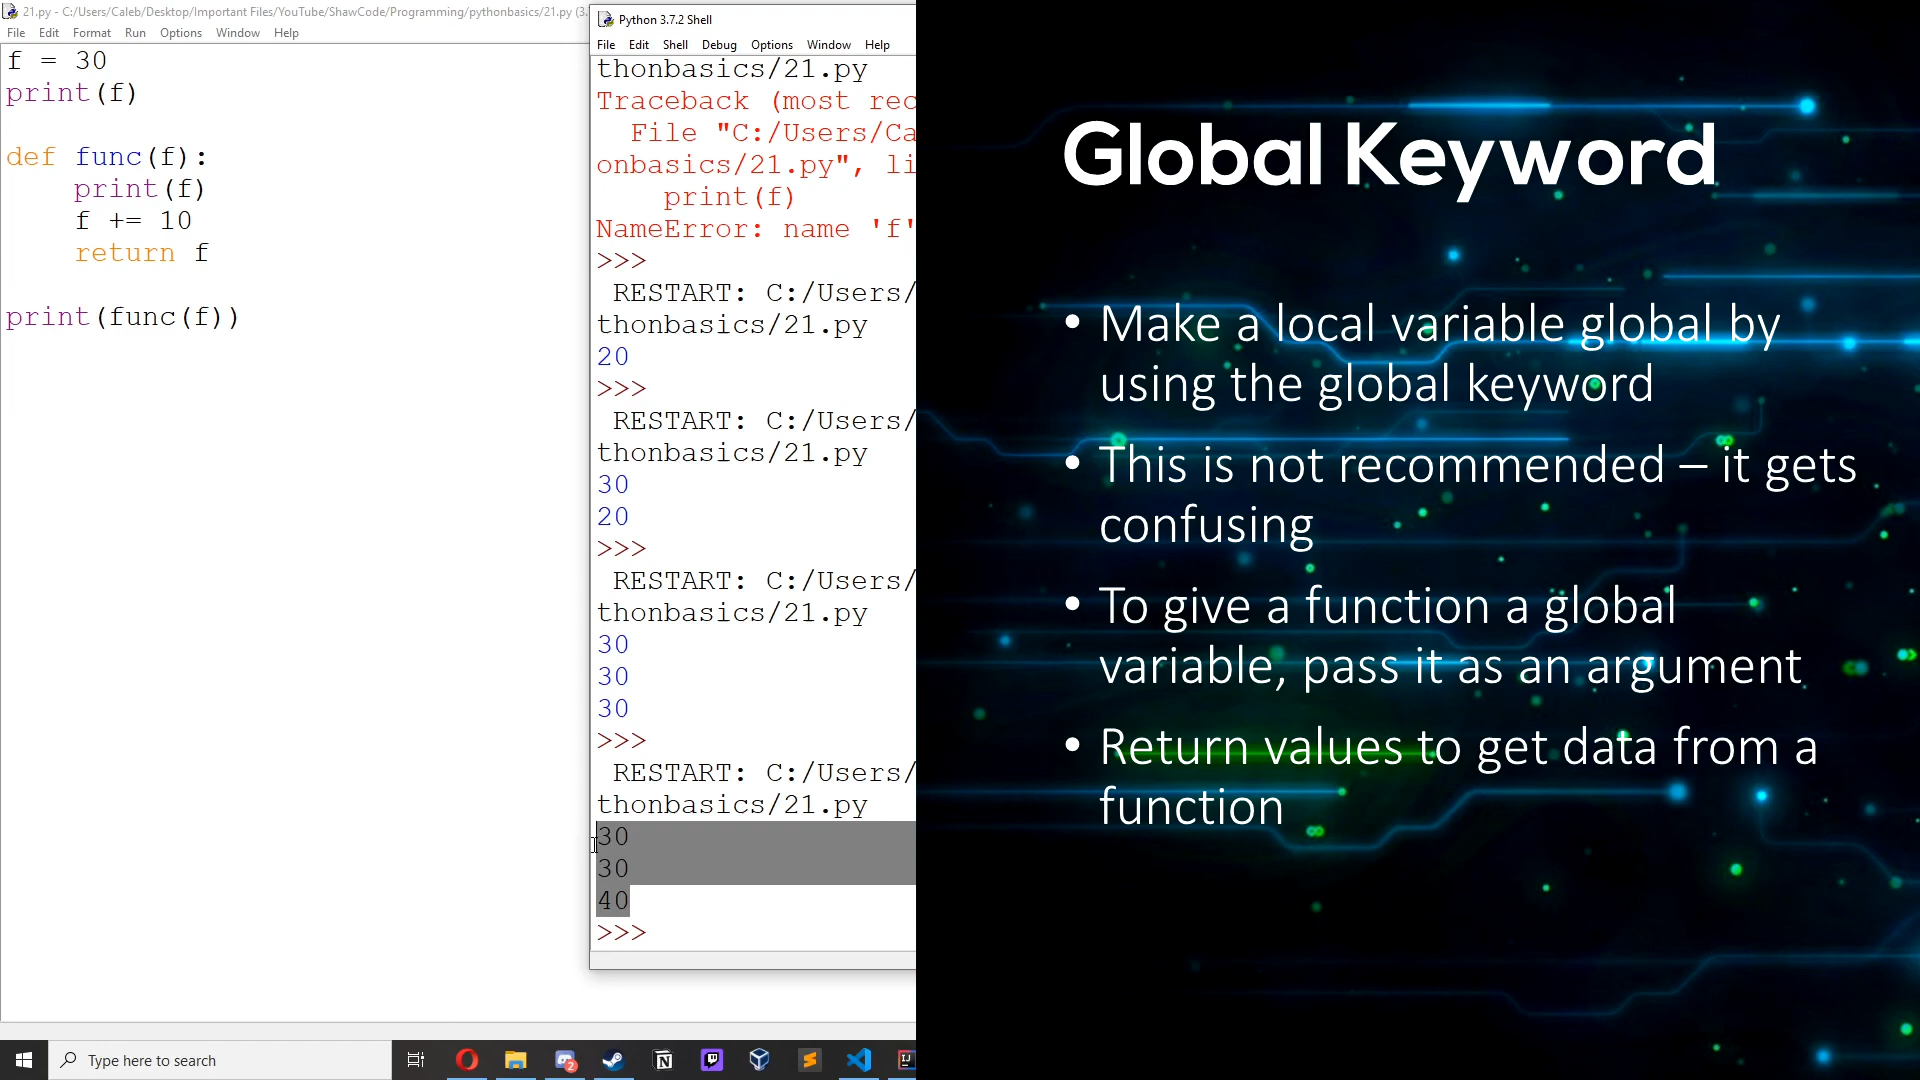 21.py - C:/Users/Caleb/Desktop/Important Files/YouTube/ShawCode/Programming/pythonbasics/21.py (3.
File Edit Format Run Options Window Help
f = 30
print(f)
def func(f):
    print(f)
    f += 10
    return f
print(func(f))
Python 3.7.2 Shell
File Edit Shell Debug Options Window Help
thonbasics/21.py
Traceback (most rec
  File "C:/Users/Ca
onbasics/21.py", li
    print(f)
NameError: name 'f'
>>>
 RESTART: C:/Users/
thonbasics/21.py
20
>>>
 RESTART: C:/Users/
thonbasics/21.py
30
20
>>>
 RESTART: C:/Users/
thonbasics/21.py
30
30
30
>>>
 RESTART: C:/Users/
thonbasics/21.py
30
30
40
>>>
Global Keyword
• Make a local variable global by
using the global keyword
• This is not recommended – it gets
confusing
• To give a function a global
variable, pass it as an argument
• Return values to get data from a
function
Type here to search
2
N
IJ